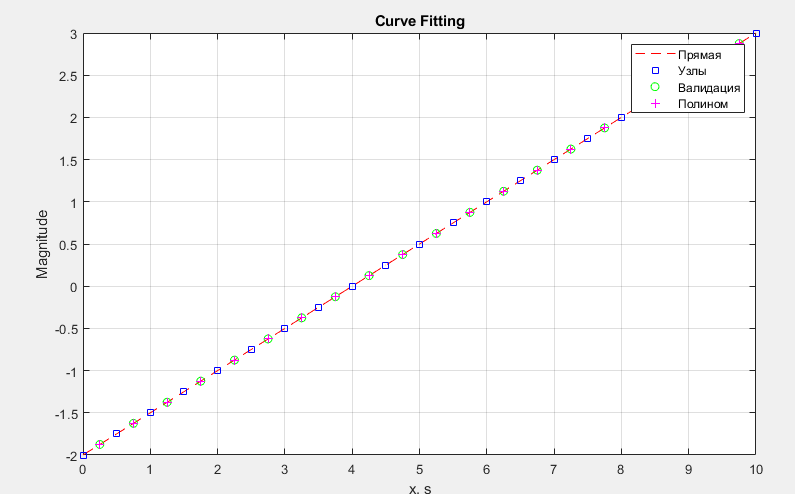 Curve Fitting
3
2.5
2
1.5
1
0.5
0
-0.5
-1
-1.5
-2
Magnitude
Прямая
Узлы
Валидация
Полином
0 1 2 3 4 5 6 7 8 9 10
x, s